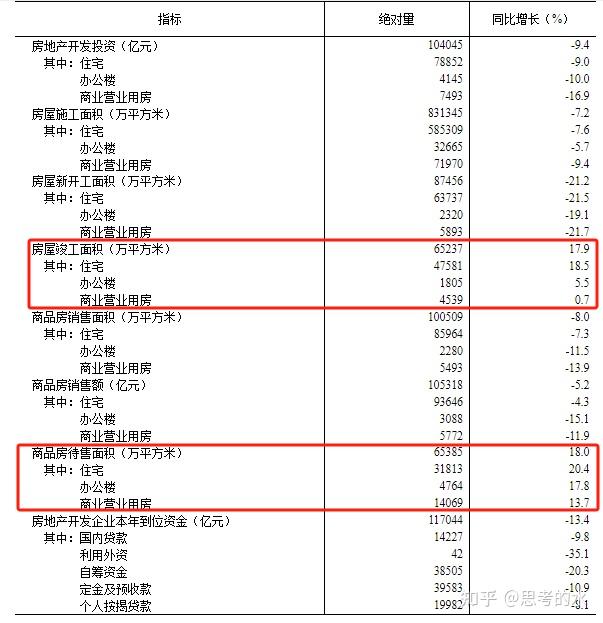 指标 绝对量 同比增长（%）
房地产开发投资（亿元） 104045 -9.4
其中：住宅 78852 -9.0
办公楼 4145 -10.0
商业营业用房 7493 -16.9
房屋施工面积（万平方米） 831345 -7.2
其中：住宅 585309 -7.6
办公楼 32665 -5.7
商业营业用房 71970 -9.4
房屋新开工面积（万平方米） 87456 -21.2
其中：住宅 63737 -21.5
办公楼 2320 -19.1
商业营业用房 5893 -21.7
房屋竣工面积（万平方米） 65237 17.9
其中：住宅 47581 18.5
办公楼 1805 5.5
商业营业用房 4539 0.7
商品房销售面积（万平方米） 100509 -8.0
其中：住宅 85964 -7.3
办公楼 2280 -11.5
商业营业用房 5493 -13.9
商品房销售额（亿元） 105318 -5.2
其中：住宅 93646 -4.3
办公楼 3088 -15.1
商业营业用房 5772 -11.9
商品房待售面积（万平方米） 65385 18.0
其中：住宅 31813 20.4
办公楼 4764 17.8
商业营业用房 14069 13.7
房地产开发企业本年到位资金（亿元） 117044 -13.4
其中：国内贷款 14227 -9.8
利用外资 42 -35.1
自筹资金 38505 -20.3
定金及预收款 39583 -10.9
个人按揭贷款 19982 -8.1
知乎 @思考的水